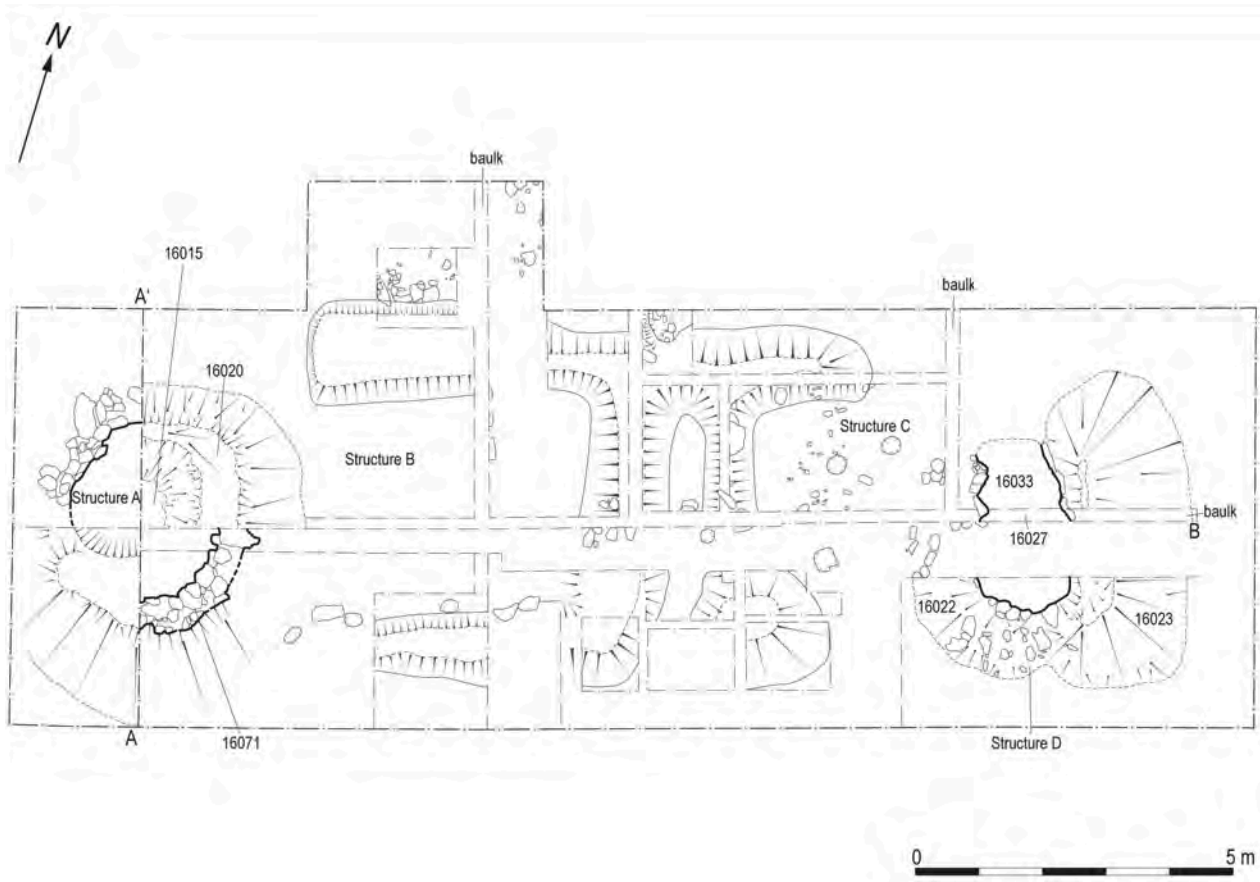 N
baulk
16015
A'
baulk
16020
Structure C
Structure B
16033
Structure A
baulk
B
16027
16022
16023
A
16071
Structure D
0
5 m